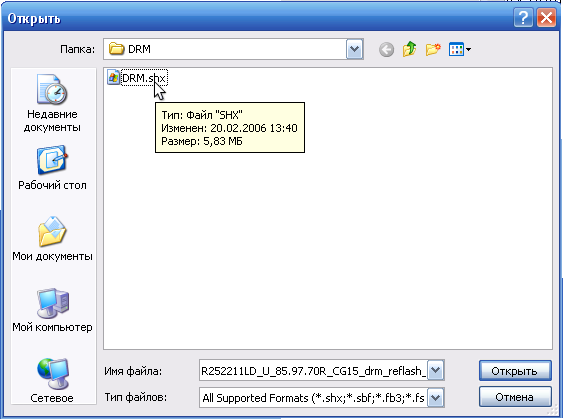 Открыть
Папка:
DRM
DRM.shx
Тип: Файл "SHX"
Изменен: 20.02.2006 13:40
Размер: 5,83 МБ
Недавние
документы
Рабочий стол
Мои документы
Мой компьютер
Сетевое
Имя файла:
R252211LD_U_85.97.70R_CG15_drm_reflash_
Открыть
Тип файлов:
All Supported Formats (*.shx;*.sbf;*.fb3;*.fs
Отмена